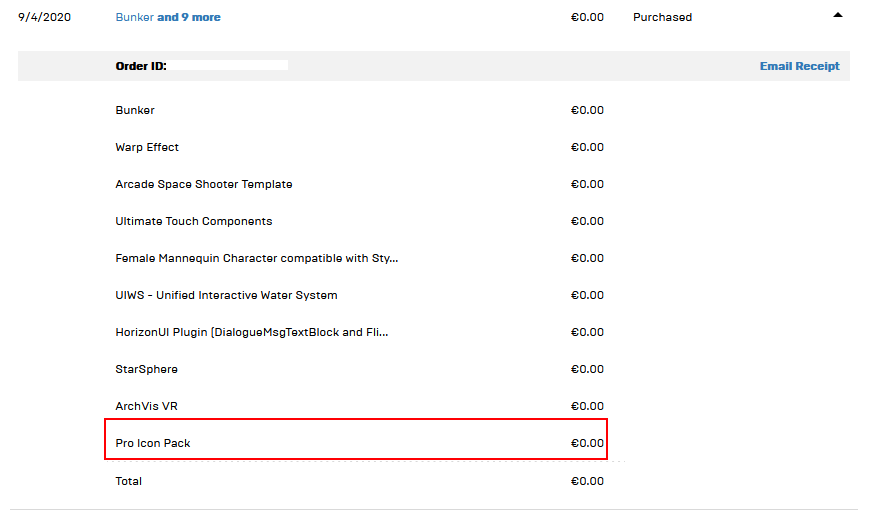 9/4/2020 Bunker and 9 more €0.00 Purchased
Order ID: Email Receipt
Bunker €0.00
Warp Effect €0.00
Arcade Space Shooter Template €0.00
Ultimate Touch Components €0.00
Female Mannequin Character compatible with Sty... €0.00
UIWS - Unified Interactive Water System €0.00
HorizonUI Plugin (DialogueMsgTextBlock and Fli... €0.00
StarSphere €0.00
ArchVis VR €0.00
Pro Icon Pack €0.00
Total €0.00